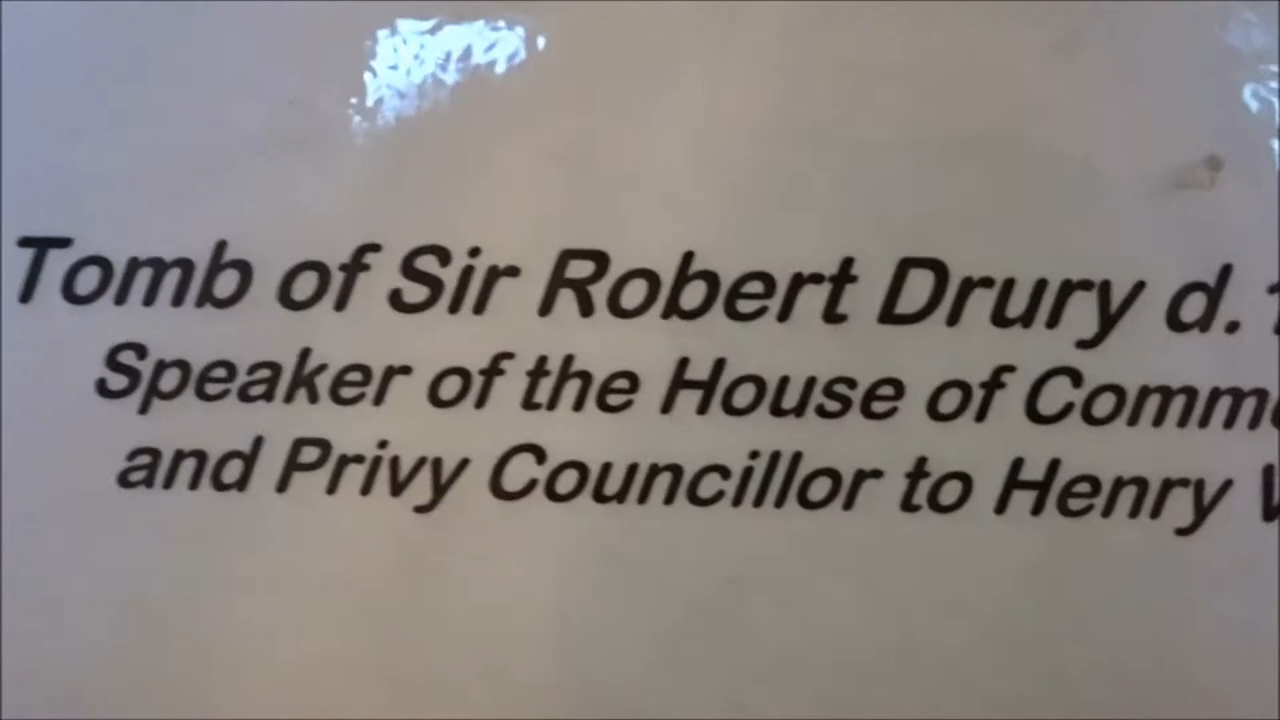 Tomb of Sir Robert Drury d.
Speaker of the House of
and Privy Councillor to Henry